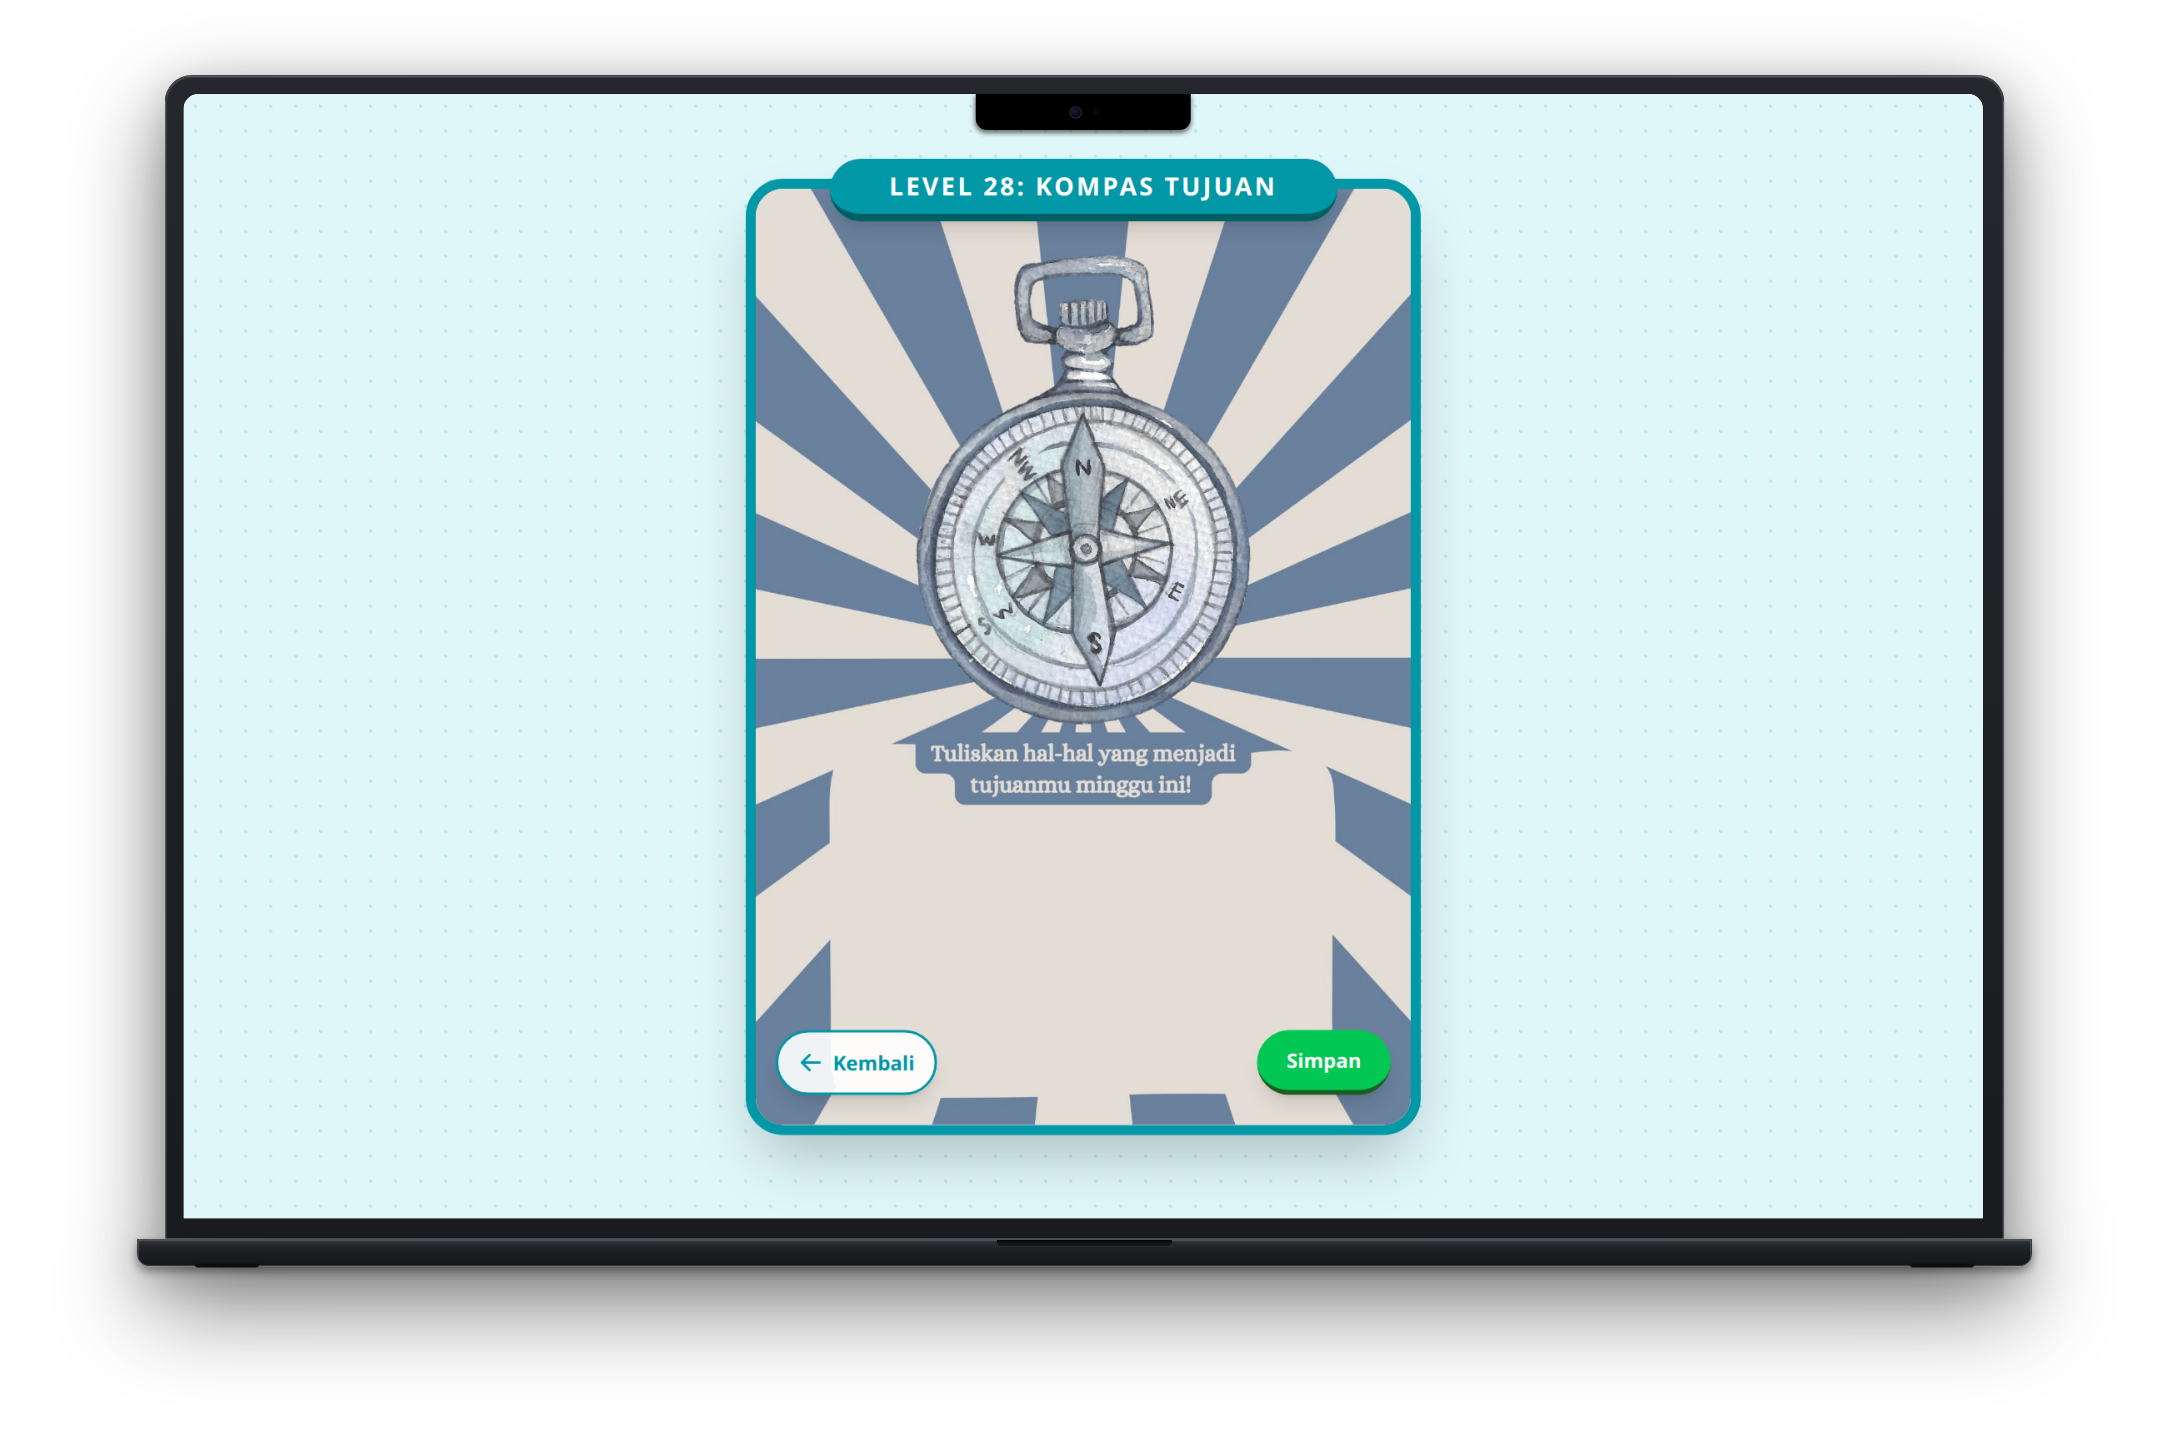 LEVEL 28: KOMPAS TUJUAN
N
NW
NE
W
E
SW
S
Tuliskan hal-hal yang menjadi
tujuanmu minggu ini!
Kembali
Simpan